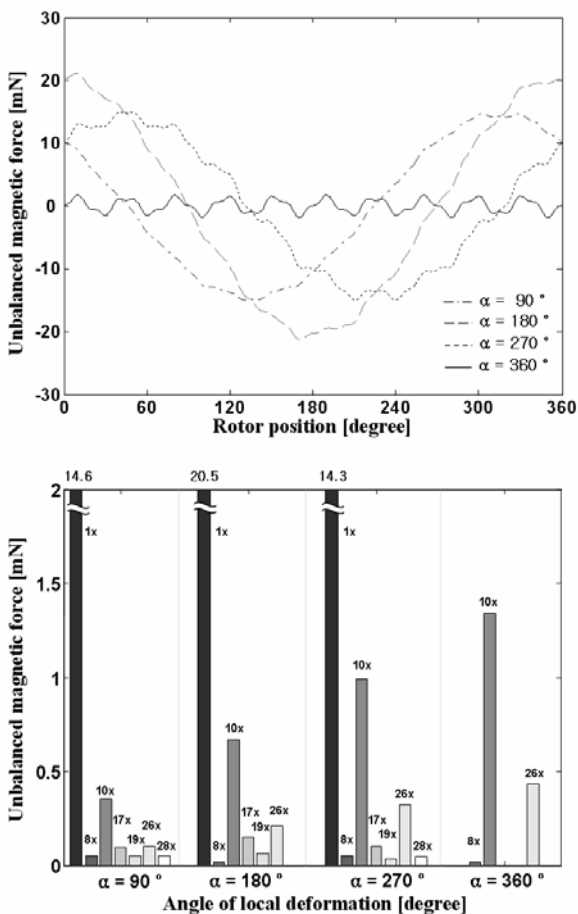 30
20
10
0
-10
-20
-30
Unbalanced magnetic force [mN]
α = 90 °
α = 180 °
α = 270 °
α = 360 °
0 60 120 180 240 300 360
Rotor position [degree]
14.6 20.5 14.3
2
1.5
1
0.5
0
Unbalanced magnetic force [mN]
1x 1x 1x
8x 10x 17x 19x 26x 28x
8x 10x 17x 19x 26x
8x 10x 17x 19x 26x 28x
8x 10x 26x
α = 90 ° α = 180 ° α = 270 ° α = 360 °
Angle of local deformation [degree]